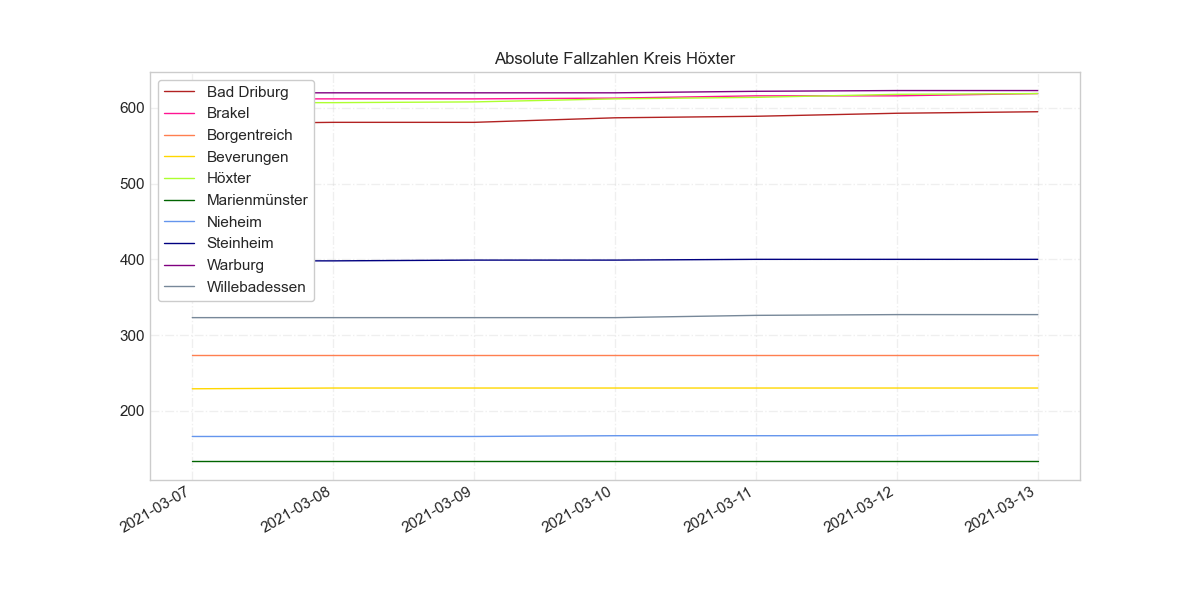 Absolute Fallzahlen Kreis Höxter
Bad Driburg
Brakel
Borgentreich
Beverungen
Höxter
Marienmünster
Nieheim
Steinheim
Warburg
Willebadessen
600
500
400
300
200
2021-03-07
2021-03-08
2021-03-09
2021-03-10
2021-03-11
2021-03-12
2021-03-13